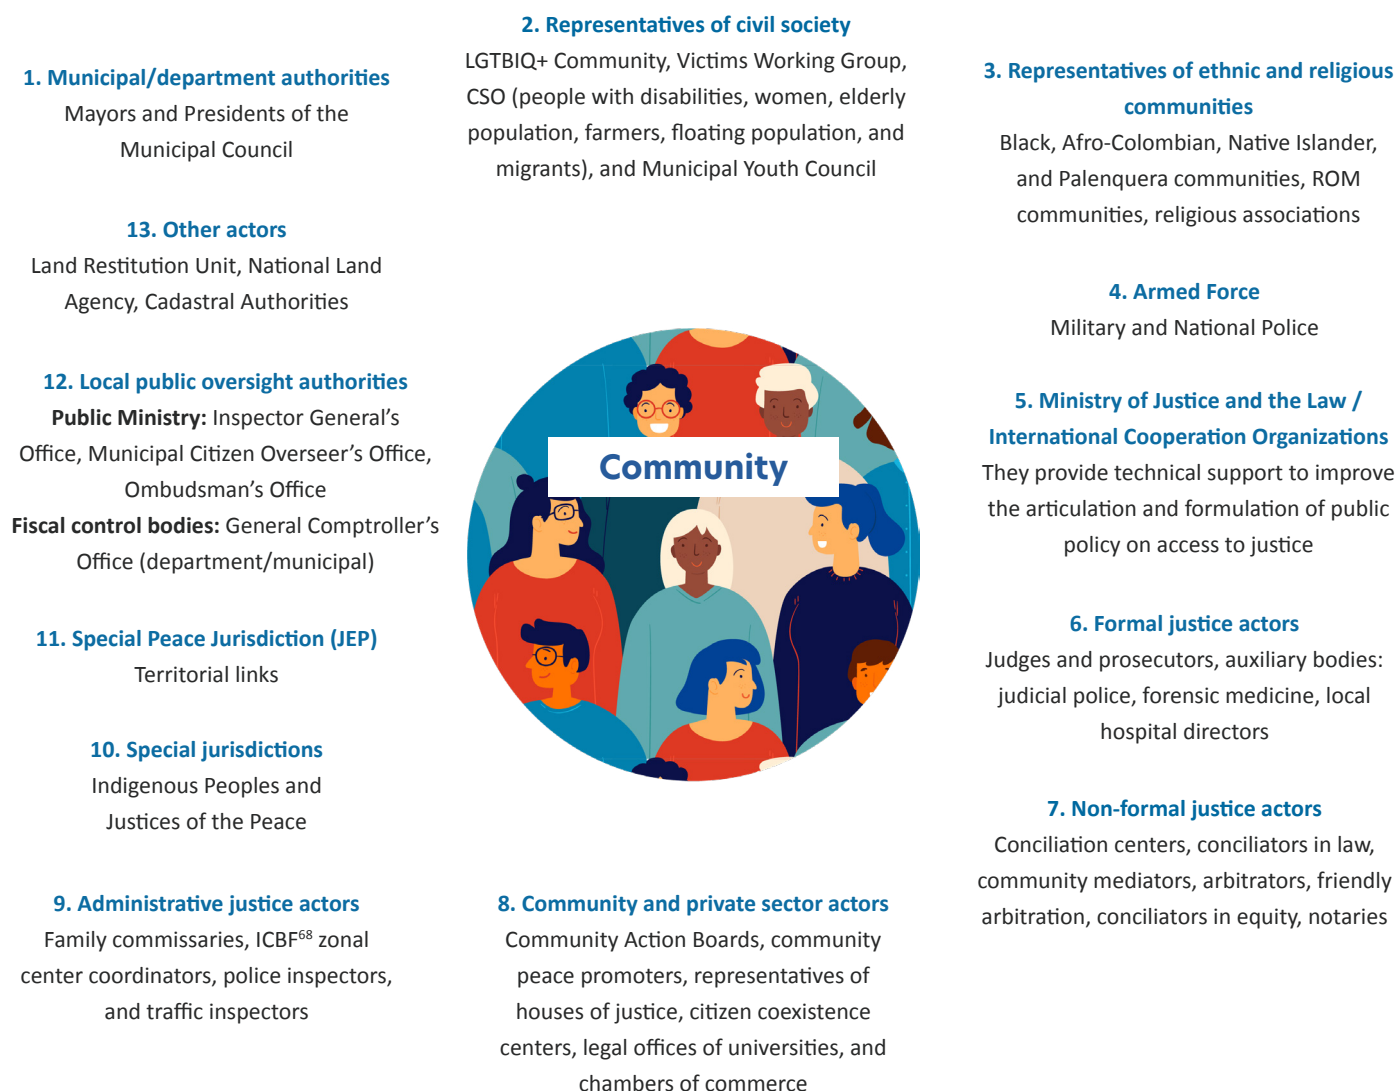 1. Municipal/department authorities
Mayors and Presidents of the
Municipal Council
2. Representatives of civil society
LGTBIQ+ Community, Victims Working Group,
CSO (people with disabilities, women, elderly
population, farmers, floating population, and
migrants), and Municipal Youth Council
3. Representatives of ethnic and religious
communities
Black, Afro-Colombian, Native Islander,
and Palenquera communities, ROM
communities, religious associations
4. Armed Force
Military and National Police
5. Ministry of Justice and the Law /
International Cooperation Organizations
They provide technical support to improve
the articulation and formulation of public
policy on access to justice
6. Formal justice actors
Judges and prosecutors, auxiliary bodies:
judicial police, forensic medicine, local
hospital directors
7. Non-formal justice actors
Conciliation centers, conciliators in law,
community mediators, arbitrators, friendly
arbitration, conciliators in equity, notaries
8. Community and private sector actors
Community Action Boards, community
peace promoters, representatives of
houses of justice, citizen coexistence
centers, legal offices of universities, and
chambers of commerce
9. Administrative justice actors
Family commissaries, ICBF68 zonal
center coordinators, police inspectors,
and traffic inspectors
10. Special jurisdictions
Indigenous Peoples and
Justices of the Peace
11. Special Peace Jurisdiction (JEP)
Territorial links
12. Local public oversight authorities
Public Ministry: Inspector General’s
Office, Municipal Citizen Overseer’s Office,
Ombudsman’s Office
Fiscal control bodies: General Comptroller’s
Office (department/municipal)
13. Other actors
Land Restitution Unit, National Land
Agency, Cadastral Authorities
Community